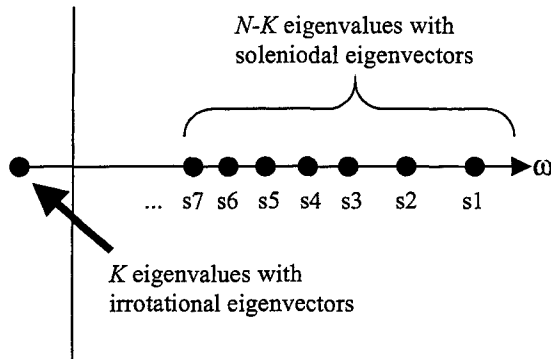 N-K eigenvalues with
soleniodal eigenvectors
ω
... s7 s6 s5 s4 s3 s2 s1
K eigenvalues with
irrotational eigenvectors